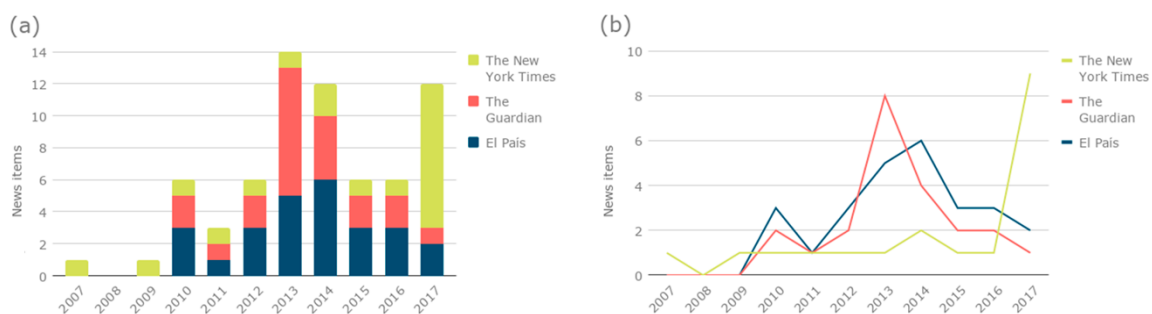 (a)
14
12
10
8
6
4
2
0
News items
2007 2008 2009 2010 2011 2012 2013 2014 2015 2016 2017
The New
York Times
The
Guardian
El País
(b)
10
8
6
4
2
0
News items
2007 2008 2009 2010 2011 2012 2013 2014 2015 2016 2017
The New
York Times
The
Guardian
El País